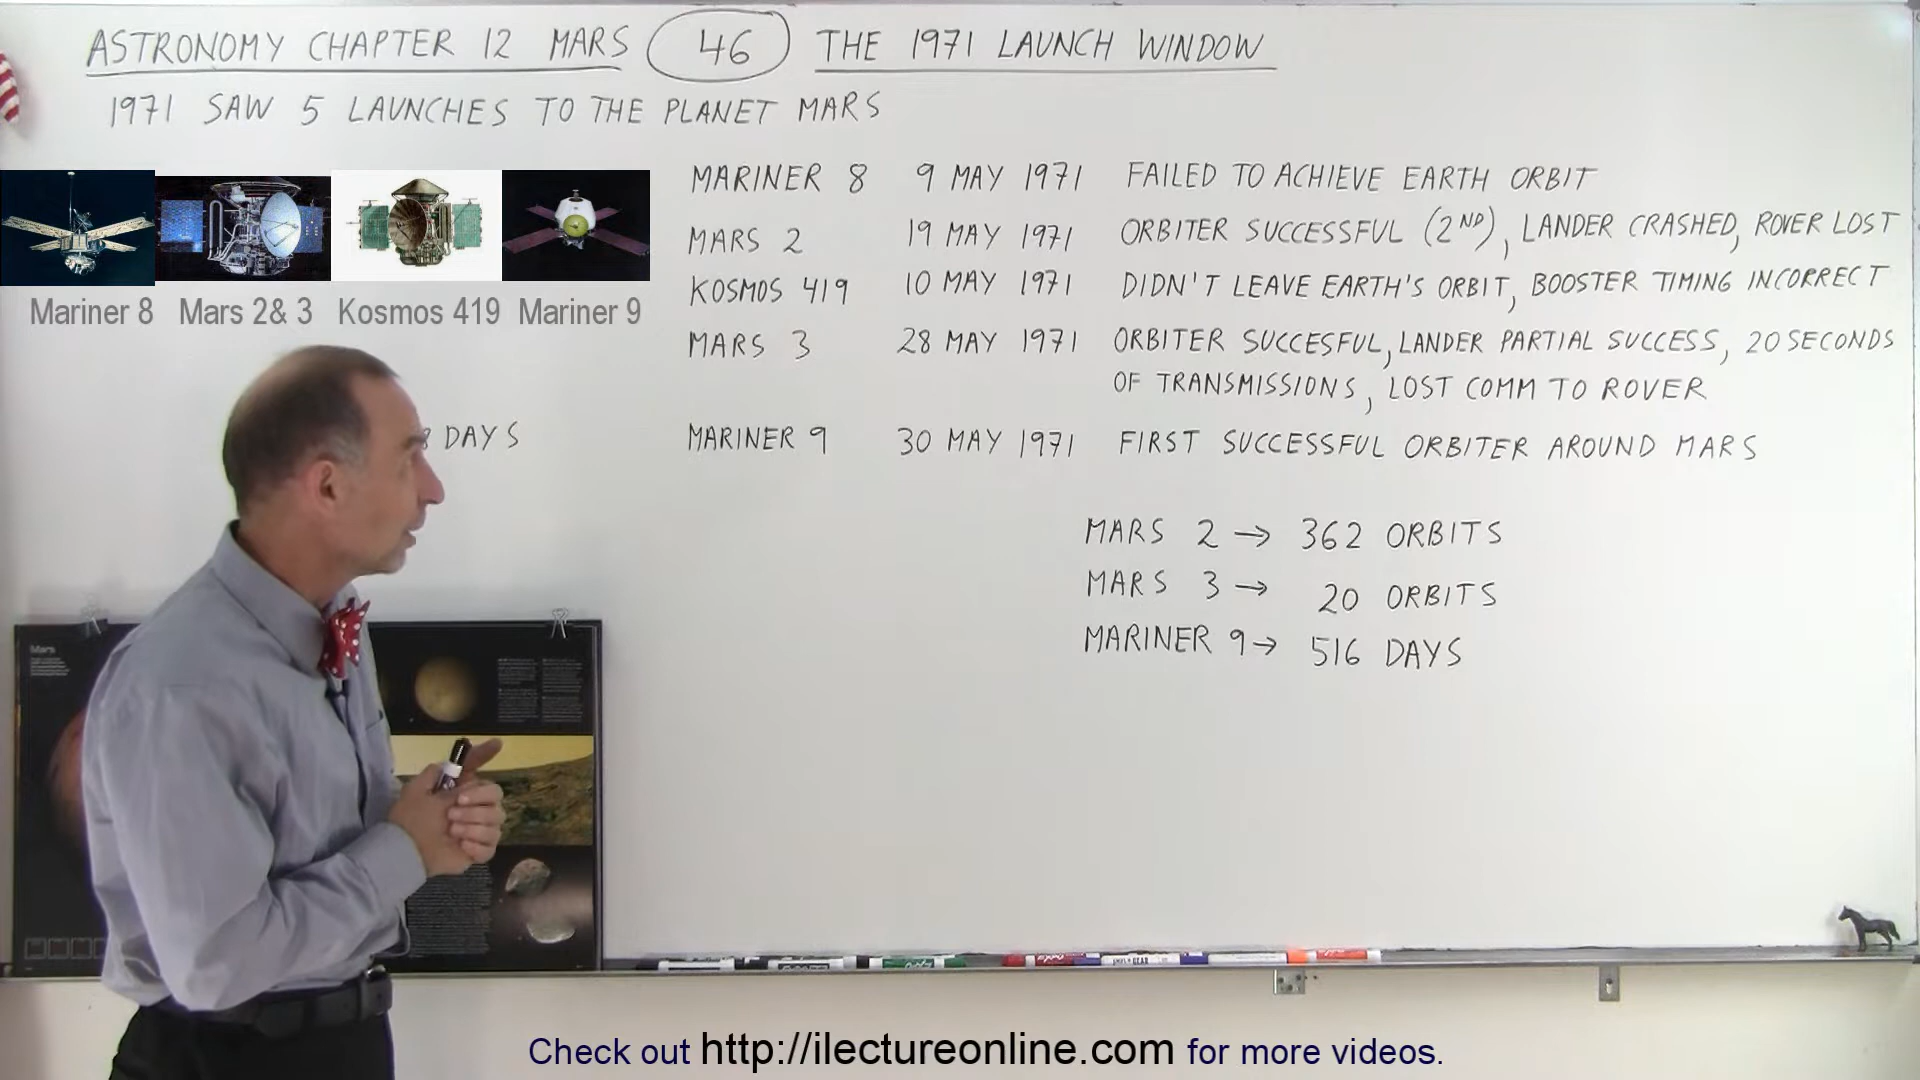 ASTRONOMY CHAPTER 12 MARS 46 THE 1971 LAUNCH WINDOW
1971 SAW 5 LAUNCHES TO THE PLANET MARS
Mariner 8 Mars 2& 3 Kosmos 419 Mariner 9
MARINER 8 9 MAY 1971 FAILED TO ACHIEVE EARTH ORBIT
MARS 2 19 MAY 1971 ORBITER SUCCESSFUL (2ND), LANDER CRASHED, ROVER LOST
KOSMOS 419 10 MAY 1971 DIDN'T LEAVE EARTH'S ORBIT, BOOSTER TIMING INCORRECT
MARS 3 28 MAY 1971 ORBITER SUCCESFUL, LANDER PARTIAL SUCCESS, 20 SECONDS
OF TRANSMISSIONS, LOST COMM TO ROVER
DAYS MARINER 9 30 MAY 1971 FIRST SUCCESSFUL ORBITER AROUND MARS
MARS 2 → 362 ORBITS
MARS 3 → 20 ORBITS
MARINER 9 → 516 DAYS
Mars
Check out http://ilectureonline.com for more videos.